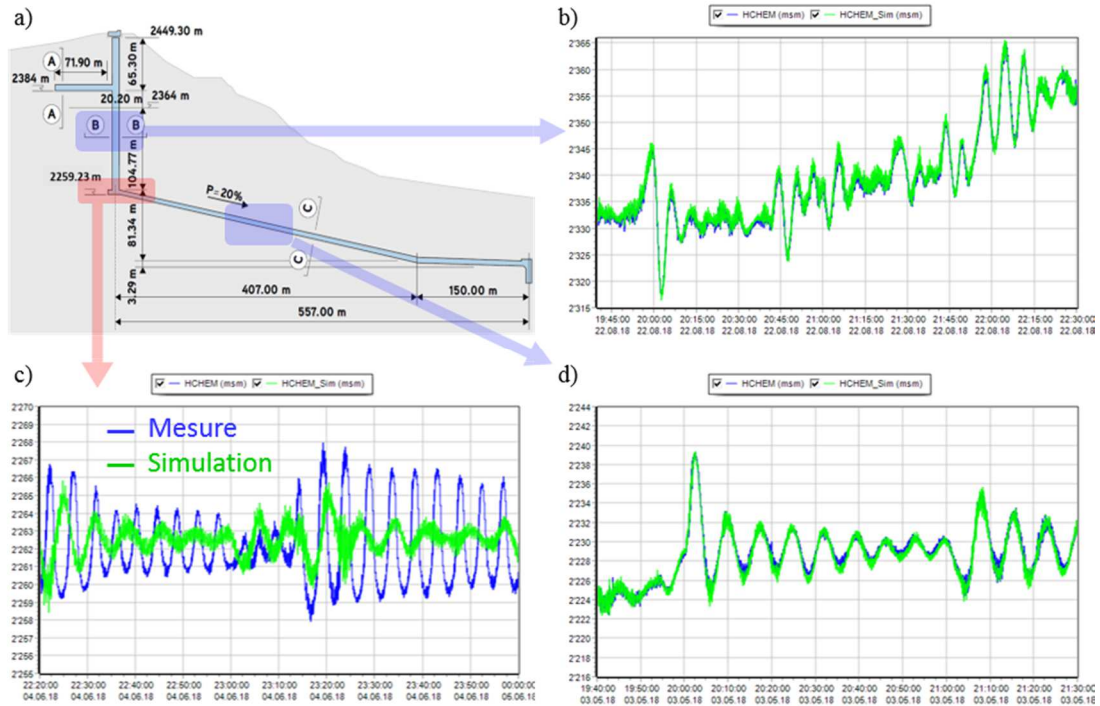 a)
2449.30 m
A
71.90 m
65.30 m
2384 m
20.20 m
2364 m
A
B
B
104.77 m
2259.23 m
P=20%
C
81.34 m
C
3.29 m
407.00 m
150.00 m
557.00 m
b)
HCHEM (msm)
HCHEM_Sim (msm)
2'365
2'360
2'355
2'350
2'345
2'340
2'335
2'330
2'325
2'320
2'315
19:45:00 20:00:00 20:15:00 20:30:00 20:45:00 21:00:00 21:15:00 21:30:00 21:45:00 22:00:00 22:15:00 22:30:00
22.08.18 22.08.18 22.08.18 22.08.18 22.08.18 22.08.18 22.08.18 22.08.18 22.08.18 22.08.18 22.08.18 22.08.18
c)
HCHEM (msm)
HCHEM_Sim (msm)
2'270
2'268
2'267
2'266
2'265
2'264
2'263
2'262
2'261
2'260
2'259
2'258
2'257
2'256
2'255
Mesure
Simulation
22:20:00 22:30:00 22:40:00 22:50:00 23:00:00 23:10:00 23:20:00 23:30:00 23:40:00 23:50:00 00:00:00
04.06.18 04.06.18 04.06.18 04.06.18 04.06.18 04.06.18 04.06.18 04.06.18 04.06.18 04.06.18 05.06.18
d)
HCHEM (msm)
HCHEM_Sim (msm)
2'244
2'242
2'240
2'238
2'236
2'234
2'232
2'230
2'228
2'226
2'224
2'222
2'220
2'218
2'216
19:40:00 19:50:00 20:00:00 20:10:00 20:20:00 20:30:00 20:40:00 20:50:00 21:00:00 21:10:00 21:20:00 21:30:00
03.05.18 03.05.18 03.05.18 03.05.18 03.05.18 03.05.18 03.05.18 03.05.18 03.05.18 03.05.18 03.05.18 03.05.18